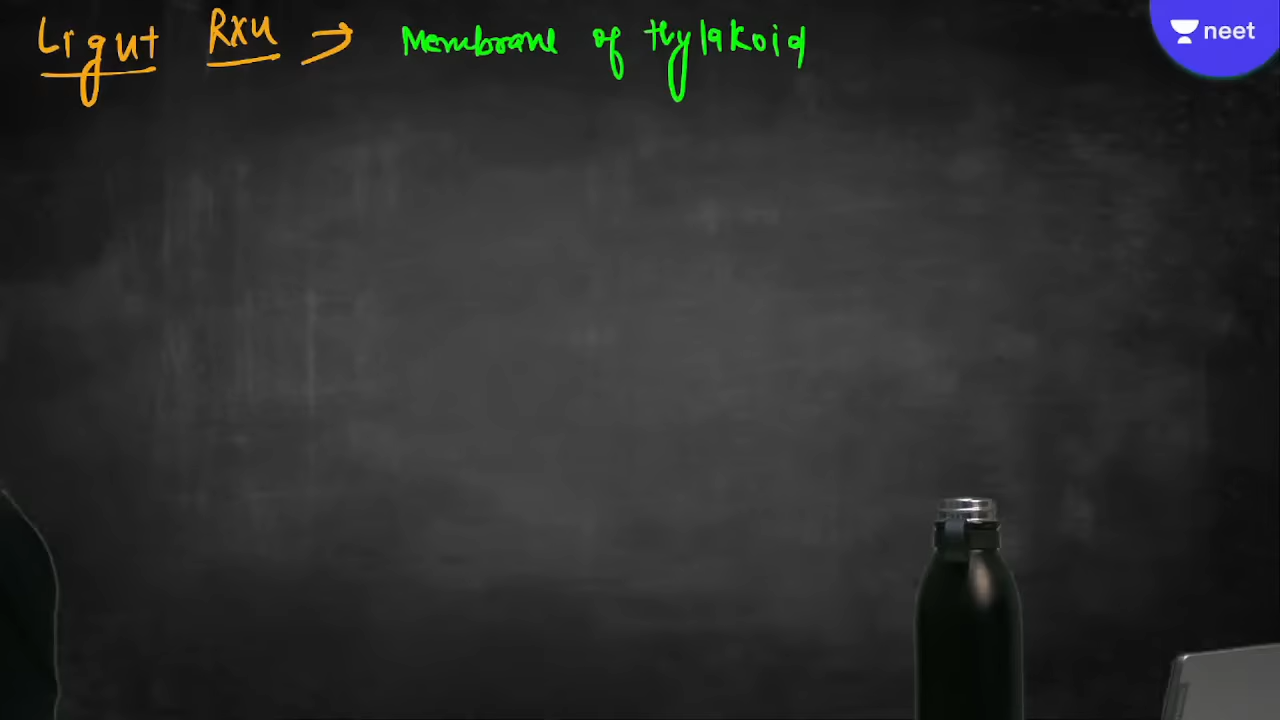 Light Rxn → Membrane of thylakoid
neet